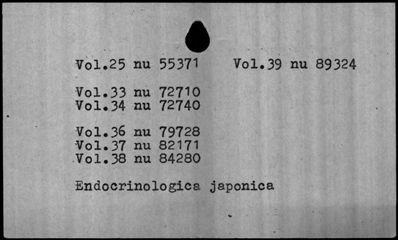 Vol.25 nu 55371 Vol.39 nu 89324
Vol.33 nu 72710
Vol.34 nu 72740
Vol.36 nu 79728
Vol.37 nu 82171
Vol.38 nu 84280
Endocrinologica japonica